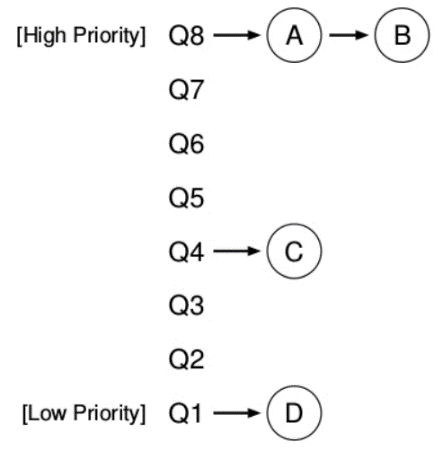 [High Priority] Q8 A B
Q7
Q6
Q5
Q4 C
Q3
Q2
[Low Priority] Q1 D